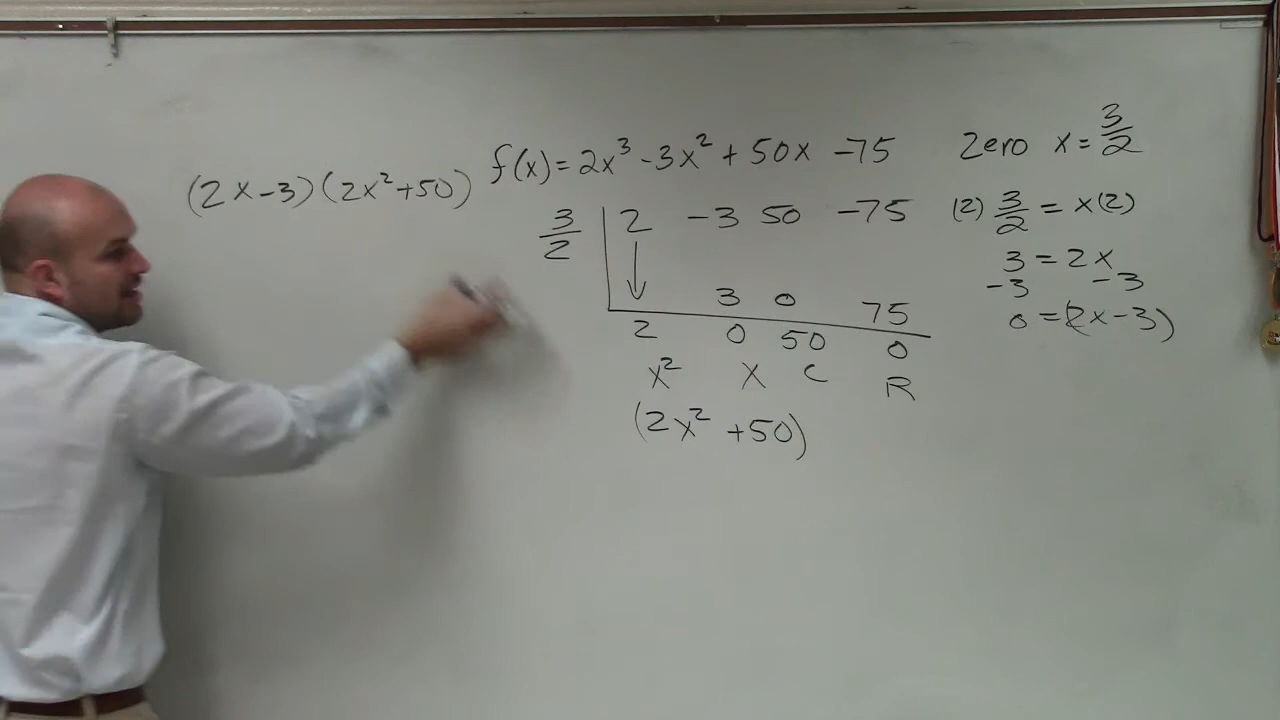 (2x-3)(2x²+50)
f(x)=2x³-3x²+50x-75
3/2 | 2 -3 50 -75
↓
3 0 75
2 0 50 0
x² x c R
(2x²+50)
Zero x=3/2
(2) 3/2 = x(2)
3 = 2x
-3 -3
0 = (2x-3)